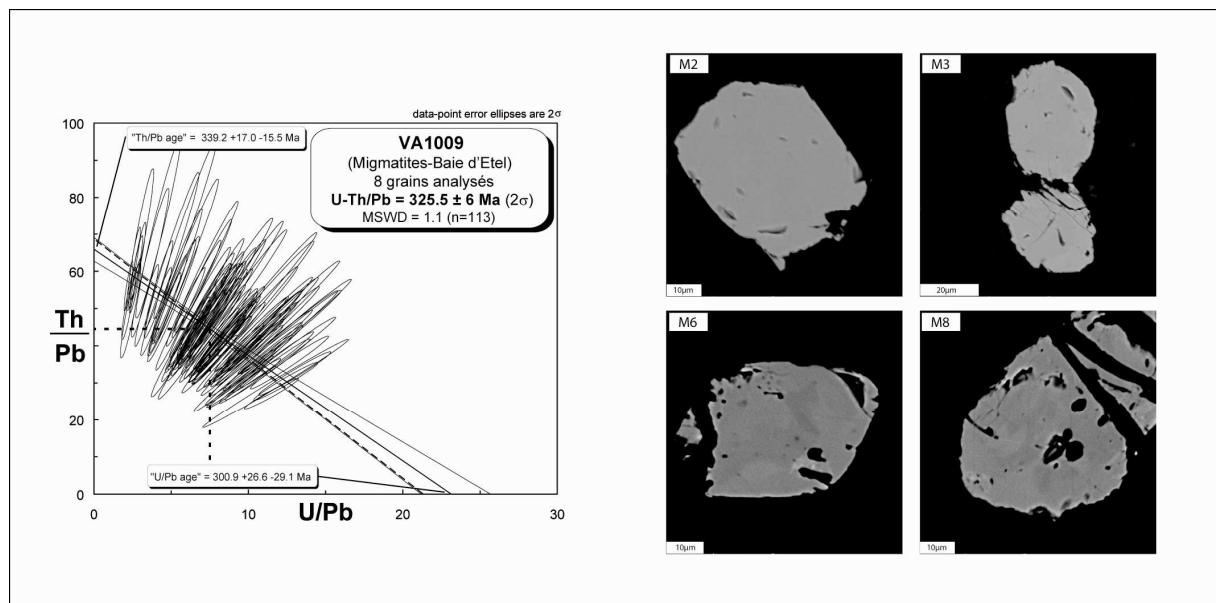 data-point error ellipses are 2σ
100
80
60
40
20
0
0
10
20
30
Th
Pb
U/Pb
"Th/Pb age" = 339.2 +17.0 -15.5 Ma
VA1009
(Migmatites-Baie d'Etel)
8 grains analysés
U-Th/Pb = 325.5 ± 6 Ma (2σ)
MSWD = 1.1 (n=113)
"U/Pb age" = 300.9 +26.6 -29.1 Ma
M2
10µm
M3
20µm
M6
10µm
M8
10µm